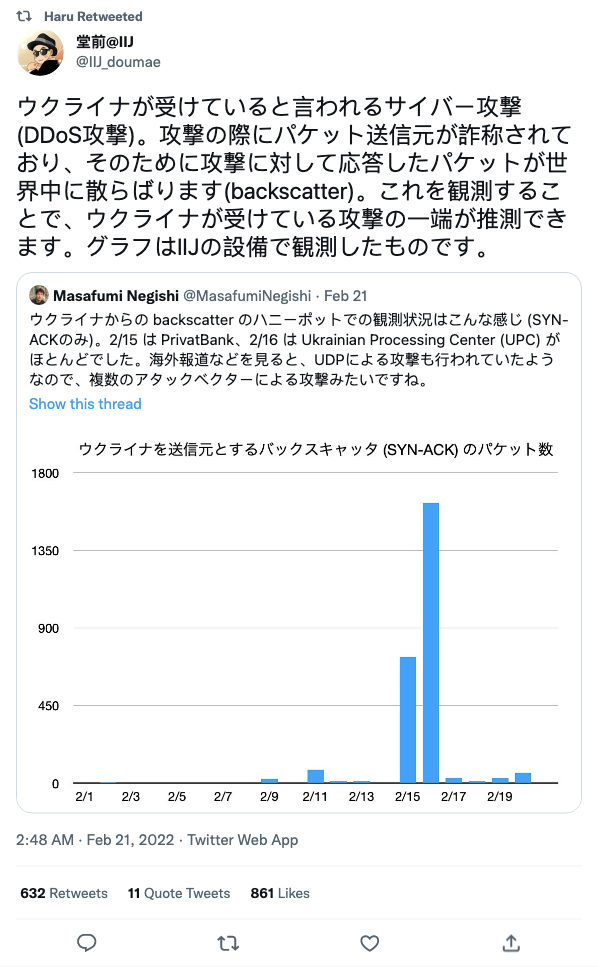 Haru Retweeted
堂前@IIJ
@IIJ_doumae
ウクライナが受けていると言われるサイバー攻撃
(DDoS攻撃)。攻撃の際にパケット送信元が詐称されて
おり、そのために攻撃に対して応答したパケットが世
界中に散らばります(backscatter)。これを観測するこ
とで、ウクライナが受けている攻撃の一端が推測でき
ます。グラフはIIJの設備で観測したものです。
Masafumi Negishi @MasafumiNegishi · Feb 21
ウクライナからの backscatter のハニーポットでの観測状況はこんな感じ (SYN-
ACKのみ)。2/15 は PrivatBank、2/16 は Ukrainian Processing Center (UPC) が
ほとんどでした。海外報道などを見ると、UDPによる攻撃も行われていたよう
なので、複数のアタックベクターによる攻撃みたいですね。
Show this thread
ウクライナを送信元とするバックスキャッタ (SYN-ACK) のパケット数
1800
1350
900
450
0
2/1 2/3 2/5 2/7 2/9 2/11 2/13 2/15 2/17 2/19
2:48 AM · Feb 21, 2022 · Twitter Web App
632 Retweets 11 Quote Tweets 861 Likes